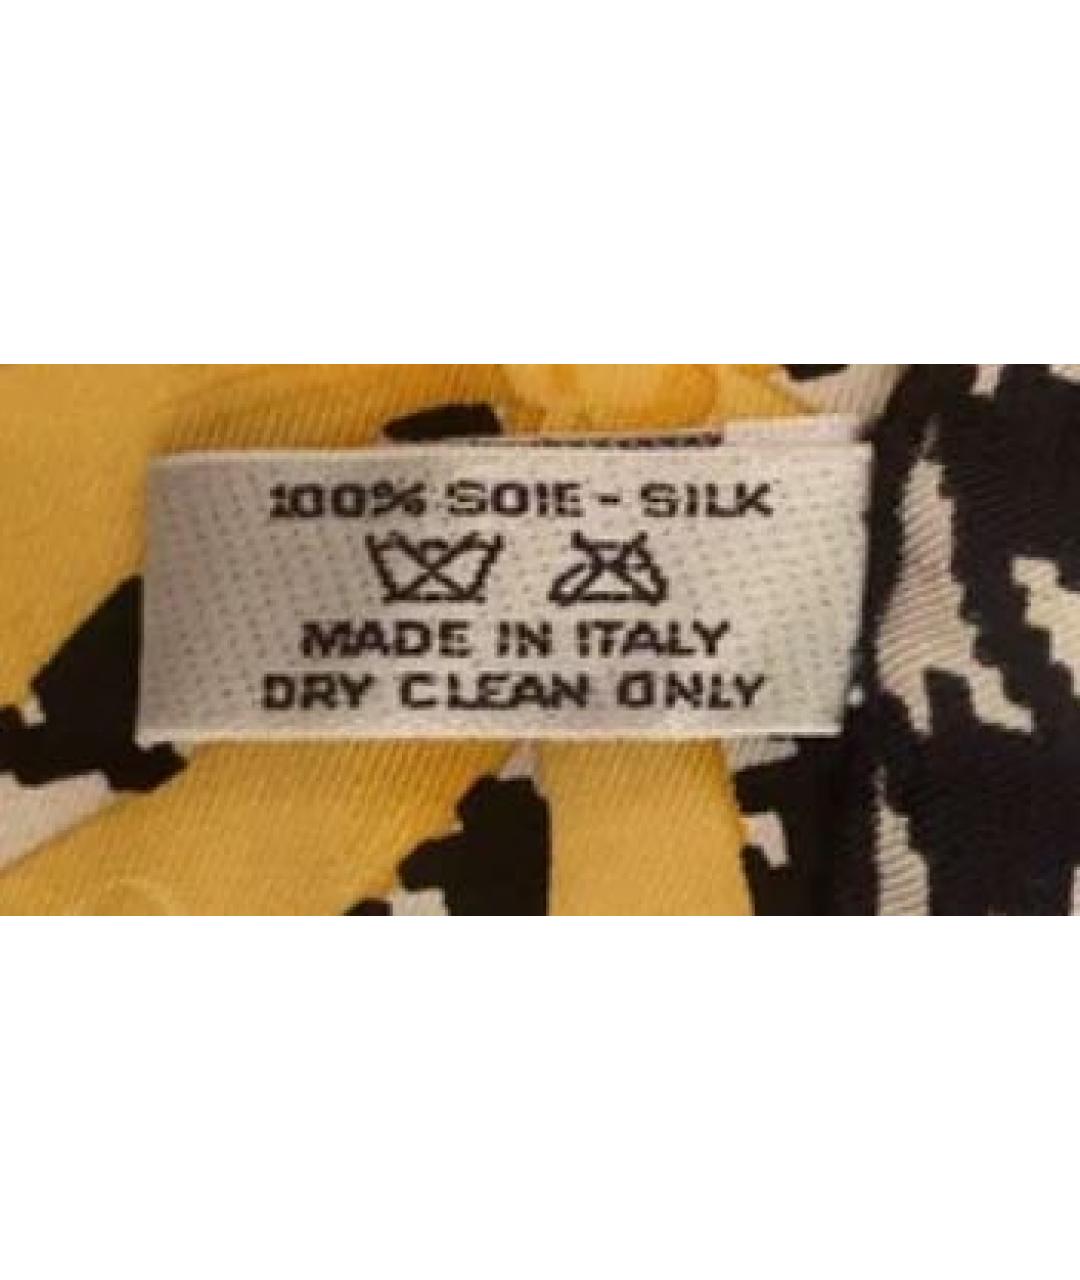 100% SOIE - SILK
MADE IN ITALY
DRY CLEAN ONLY